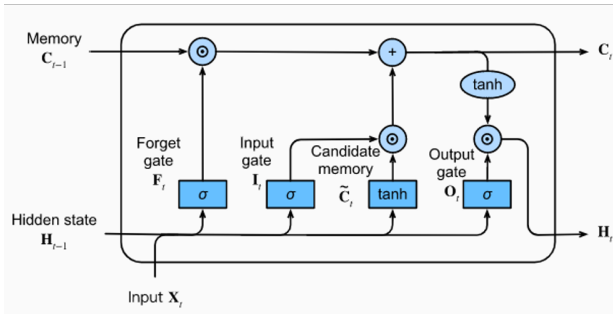 Memory
C_{t−1}
⊙
+
C_t
tanh
Forget
gate
F_t
Input
gate
I_t
Candidate
memory
C̃_t
⊙
Output
gate
O_t
⊙
σ
σ
tanh
σ
Hidden state
H_{t−1}
H_t
Input X_t